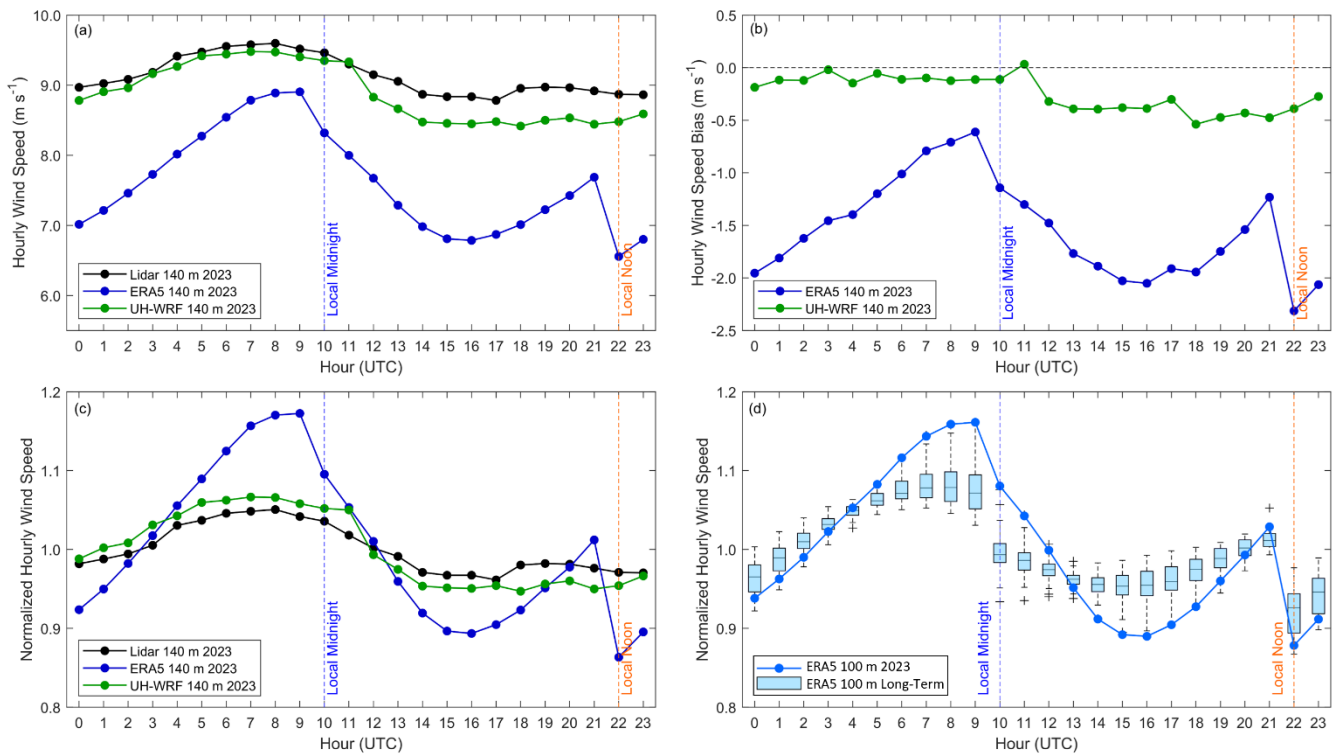 (a)
Hourly Wind Speed (m s⁻¹)
10.0
9.0
8.0
7.0
6.0
Lidar 140 m 2023
ERA5 140 m 2023
UH-WRF 140 m 2023
Local Midnight
Local Noon
0 1 2 3 4 5 6 7 8 9 10 11 12 13 14 15 16 17 18 19 20 21 22 23
Hour (UTC)
(b)
Hourly Wind Speed Bias (m s⁻¹)
0.5
0.0
-0.5
-1.0
-1.5
-2.0
-2.5
ERA5 140 m 2023
UH-WRF 140 m 2023
Local Midnight
Local Noon
0 1 2 3 4 5 6 7 8 9 10 11 12 13 14 15 16 17 18 19 20 21 22 23
Hour (UTC)
(c)
Normalized Hourly Wind Speed
1.2
1.1
1.0
0.9
0.8
Lidar 140 m 2023
ERA5 140 m 2023
UH-WRF 140 m 2023
Local Midnight
Local Noon
0 1 2 3 4 5 6 7 8 9 10 11 12 13 14 15 16 17 18 19 20 21 22 23
Hour (UTC)
(d)
Normalized Hourly Wind Speed
1.2
1.1
1.0
0.9
0.8
ERA5 100 m 2023
ERA5 100 m Long-Term
Local Midnight
Local Noon
0 1 2 3 4 5 6 7 8 9 10 11 12 13 14 15 16 17 18 19 20 21 22 23
Hour (UTC)